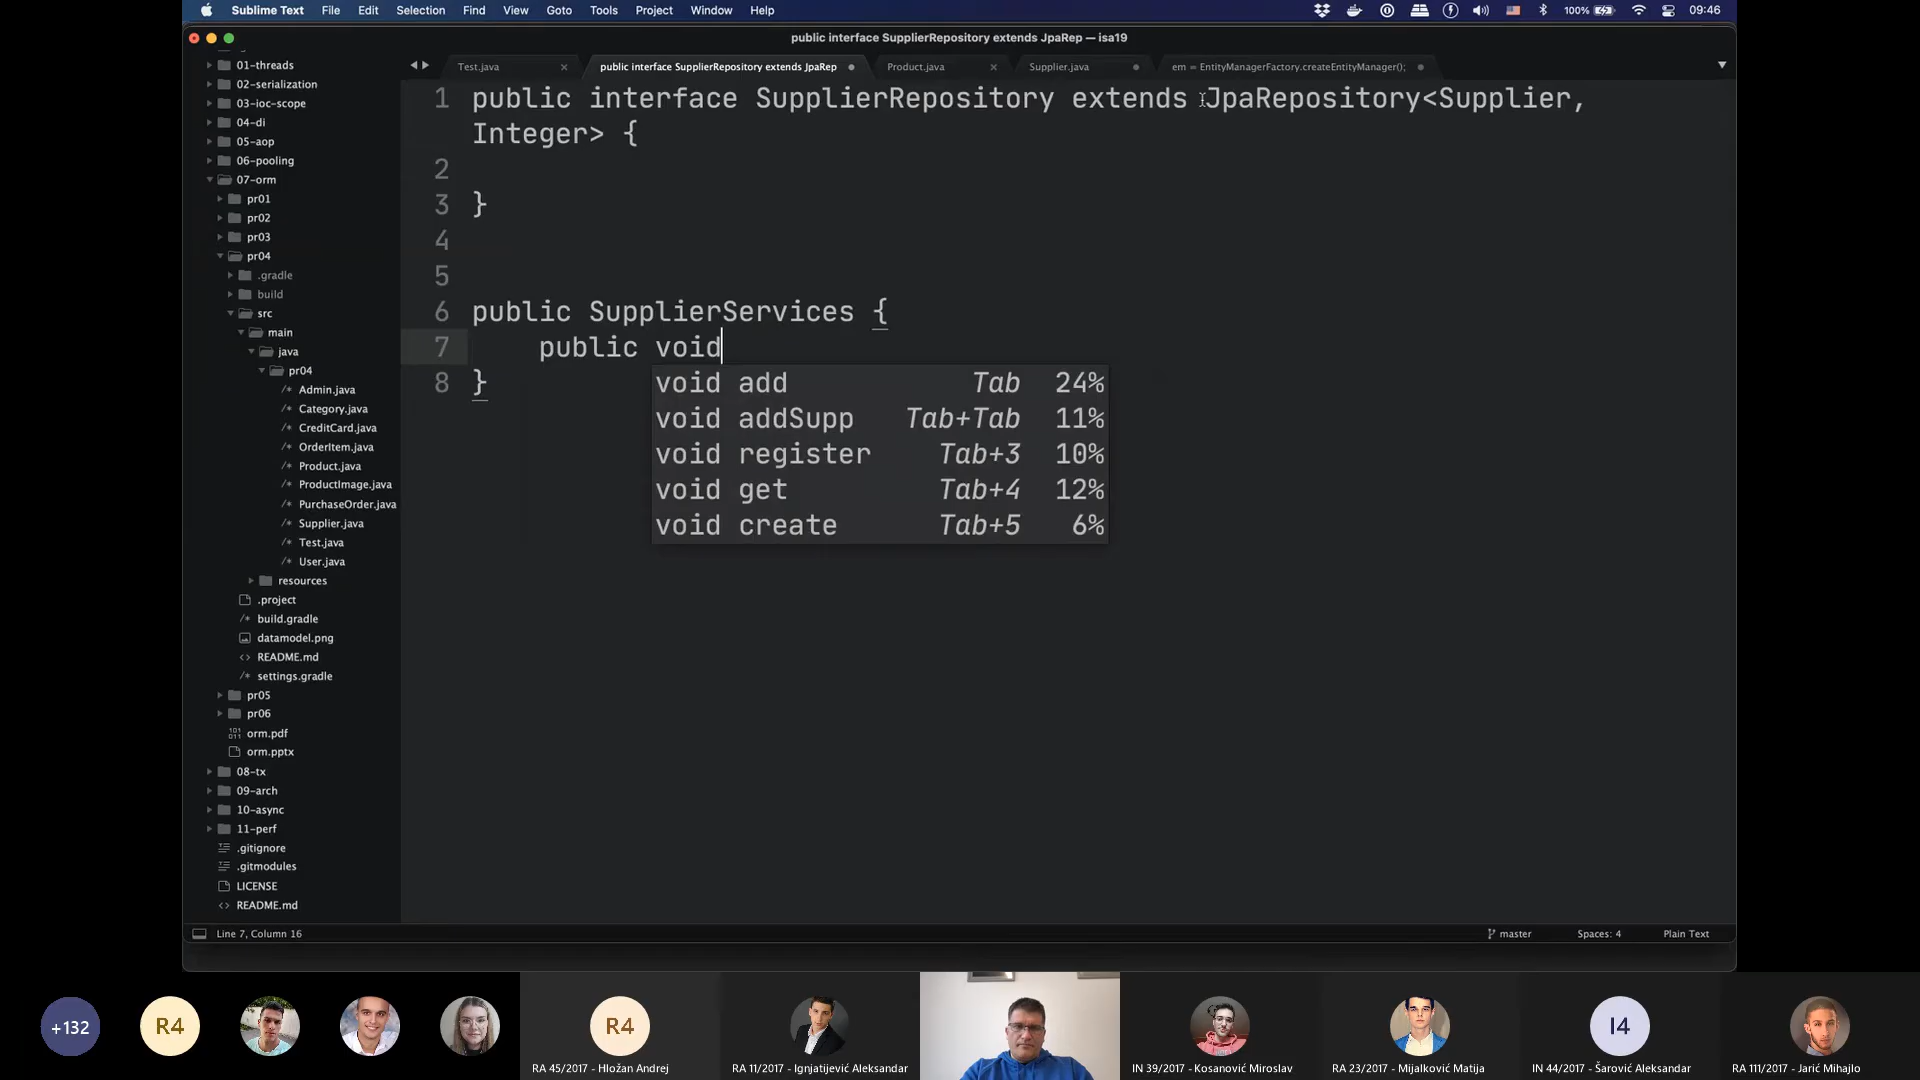 Sublime Text File Edit Selection Find View Goto Tools Project Window Help 100% 09:46
public interface SupplierRepository extends JpaRep — isa19
Test.java × public interface SupplierRepository extends JpaRep Product.java × Supplier.java em = EntityManagerFactory.createEntityManager();
01-threads
02-serialization
03-ioc-scope
04-di
05-aop
06-pooling
07-orm
pr01
pr02
pr03
pr04
.gradle
build
src
main
java
pr04
Admin.java
Category.java
CreditCard.java
OrderItem.java
Product.java
ProductImage.java
PurchaseOrder.java
Supplier.java
Test.java
User.java
resources
.project
build.gradle
datamodel.png
README.md
settings.gradle
pr05
pr06
orm.pdf
orm.pptx
08-tx
09-arch
10-async
11-perf
.gitignore
.gitmodules
LICENSE
README.md
1 public interface SupplierRepository extends JpaRepository<Supplier,
Integer> {
2
3 }
4
5
6 public SupplierServices {
7 public void
8 }
void add Tab 24%
void addSupp Tab+Tab 11%
void register Tab+3 10%
void get Tab+4 12%
void create Tab+5 6%
Line 7, Column 16 master Spaces: 4 Plain Text
+132 R4 R4 I4
RA 45/2017 - Hložan Andrej RA 11/2017 - Ignjatijević Aleksandar IN 39/2017 - Kosanović Miroslav RA 23/2017 - Mijalković Matija IN 44/2017 - Šarović Aleksandar RA 111/2017 - Jarić Mihajlo